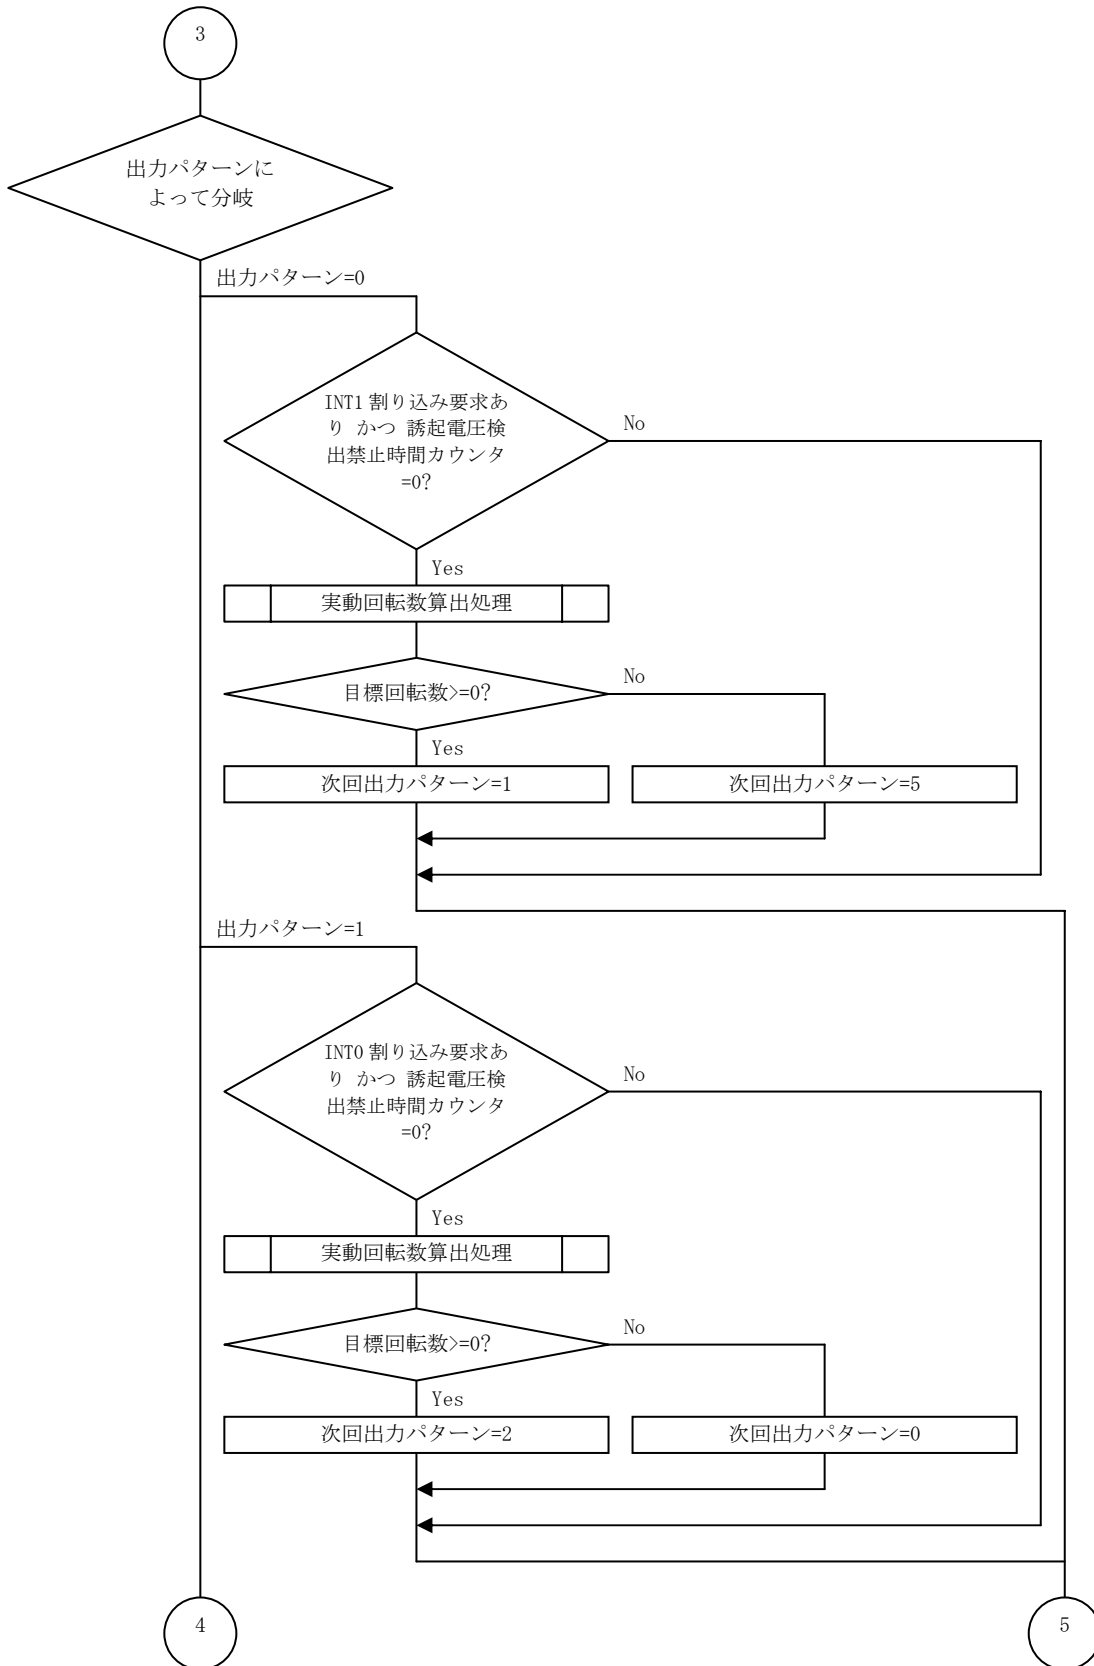 3
出力パターンに
よって分岐
出力パターン=0
INT1 割り込み要求あ
り かつ 誘起電圧検
出禁止時間カウンタ
=0?
No
Yes
実動回転数算出処理
目標回転数>=0?
No
Yes
次回出力パターン=1
次回出力パターン=5
出力パターン=1
INT0 割り込み要求あ
り かつ 誘起電圧検
出禁止時間カウンタ
=0?
No
Yes
実動回転数算出処理
目標回転数>=0?
No
Yes
次回出力パターン=2
次回出力パターン=0
4
5